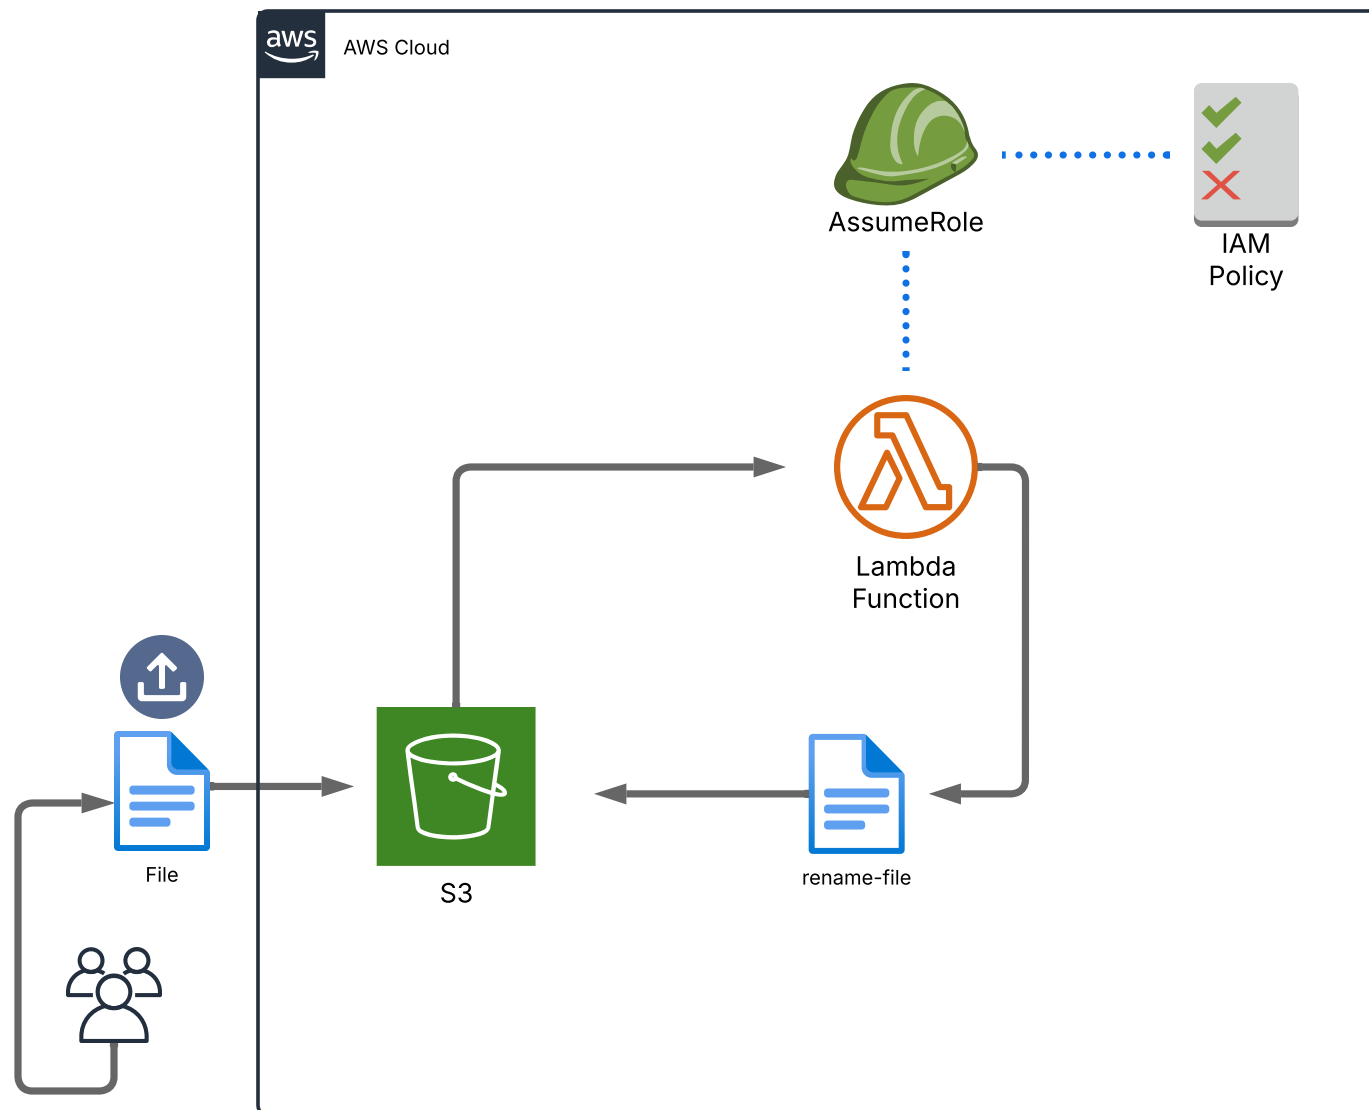 aws
AWS Cloud
AssumeRole
IAM
Policy
Lambda
Function
File
S3
rename-file